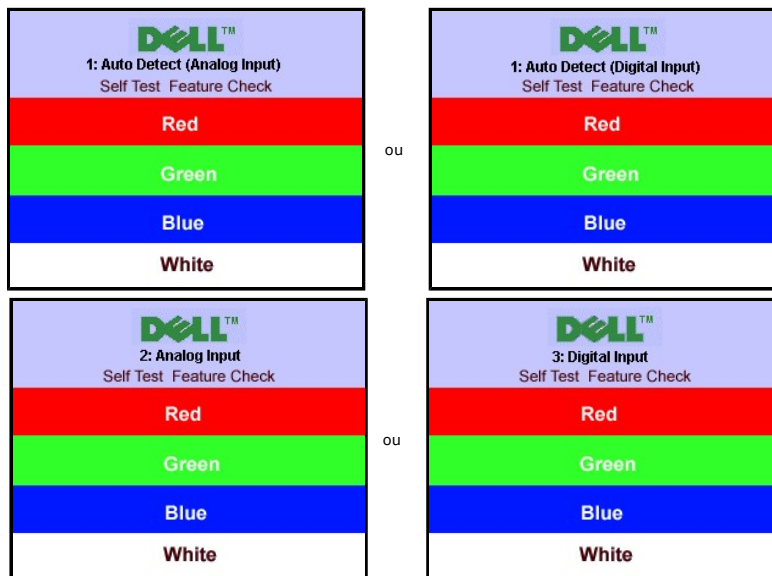 DELL™
1: Auto Detect (Analog Input)
Self Test Feature Check
Red
Green
Blue
White
ou
DELL™
1: Auto Detect (Digital Input)
Self Test Feature Check
Red
Green
Blue
White
DELL™
2: Analog Input
Self Test Feature Check
Red
Green
Blue
White
ou
DELL™
3: Digital Input
Self Test Feature Check
Red
Green
Blue
White